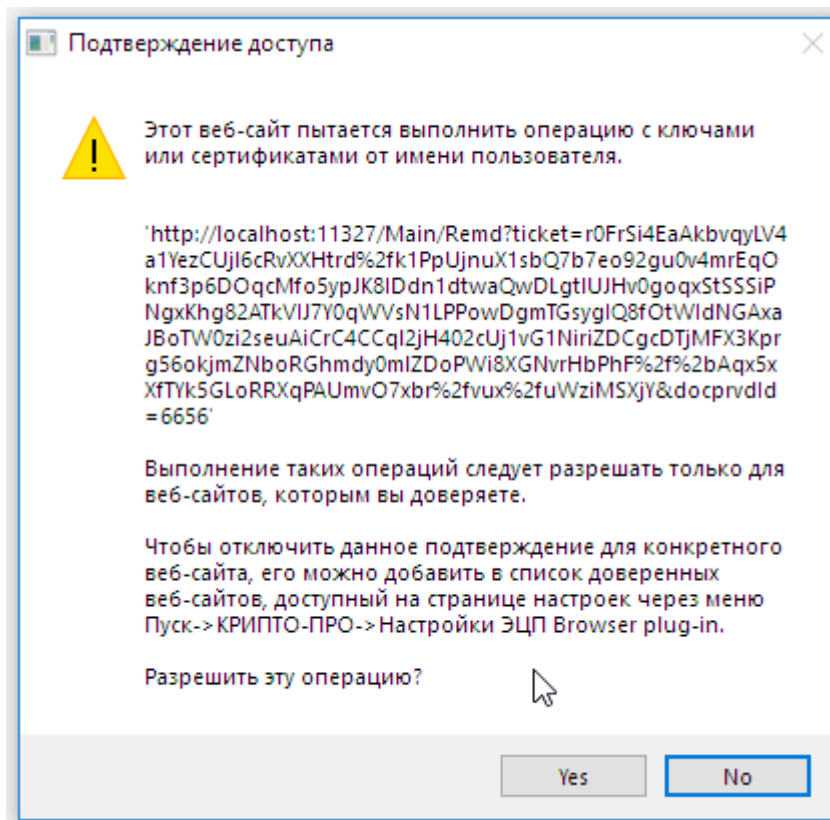 Подтверждение доступа
Этот веб-сайт пытается выполнить операцию с ключами
или сертификатами от имени пользователя.
'http://localhost:11327/Main/Remd?ticket=r0FrSi4EaAkbvqyLV4
a1YezCUjI6cRvXXHtrd%2fk1PpUjnuX1sbQ7b7eo92gu0v4mrEqO
knf3p6DOqcMfo5ypJK8IDdn1dtwaQwDLgtIUJHv0goqxStSSSiP
NgxKhg82ATkVIJ7Y0qWVsN1LPPowDgmTGsyglQ8fOtWIdNGAxa
JBoTW0zi2seuAiCrC4CCqI2jH402cUj1vG1NiriZDCgcDTjMFX3Kpr
g56okjmZNboRGhmdy0mIZDoPWi8XGNvrHbPhF%2f%2bAqx5x
XfTYk5GLoRRXqPAUmvO7xbr%2fvux%2fuWziMSXjY&docprvdId
=6656'
Выполнение таких операций следует разрешать только для
веб-сайтов, которым вы доверяете.
Чтобы отключить данное подтверждение для конкретного
веб-сайта, его можно добавить в список доверенных
веб-сайтов, доступный на странице настроек через меню
Пуск->КРИПТО-ПРО->Настройки ЭЦП Browser plug-in.
Разрешить эту операцию?
Yes
No